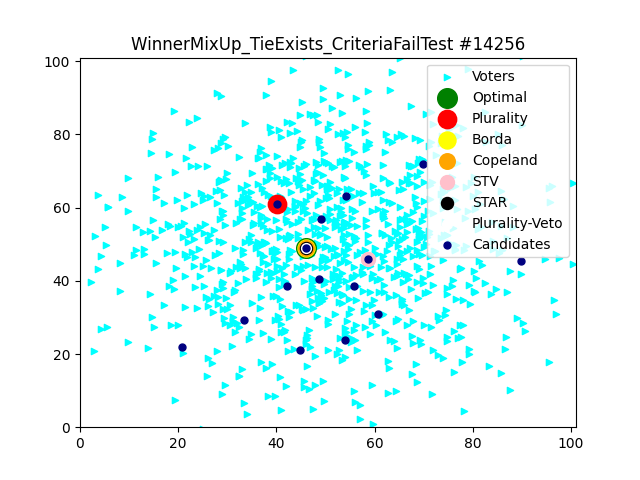 WinnerMixUp_TieExists_CriteriaFailTest #14256
Voters
Optimal
Plurality
Borda
Copeland
STV
STAR
Plurality-Veto
Candidates
100
80
60
40
20
0
0 20 40 60 80 100